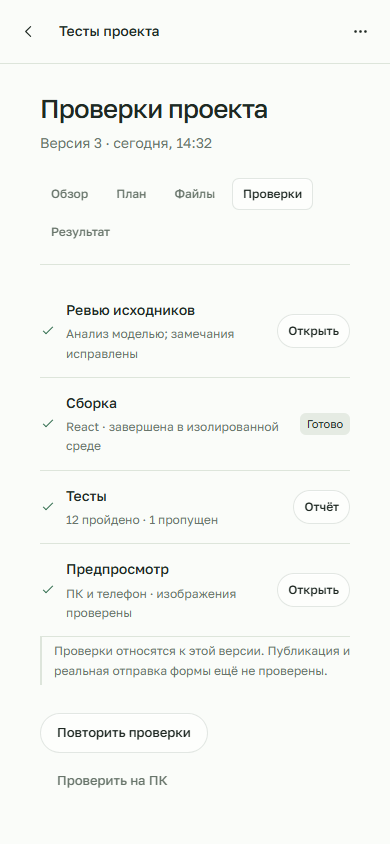 Тесты проекта
Проверки проекта
Версия 3 · сегодня, 14:32
Обзор
План
Файлы
Проверки
Результат
Ревью исходников
Анализ моделью; замечания
исправлены
Открыть
Сборка
React · завершена в изолированной
среде
Готово
Тесты
12 пройдено · 1 пропущен
Отчёт
Предпросмотр
ПК и телефон · изображения
проверены
Открыть
Проверки относятся к этой версии. Публикация и
реальная отправка формы ещё не проверены.
Повторить проверки
Проверить на ПК